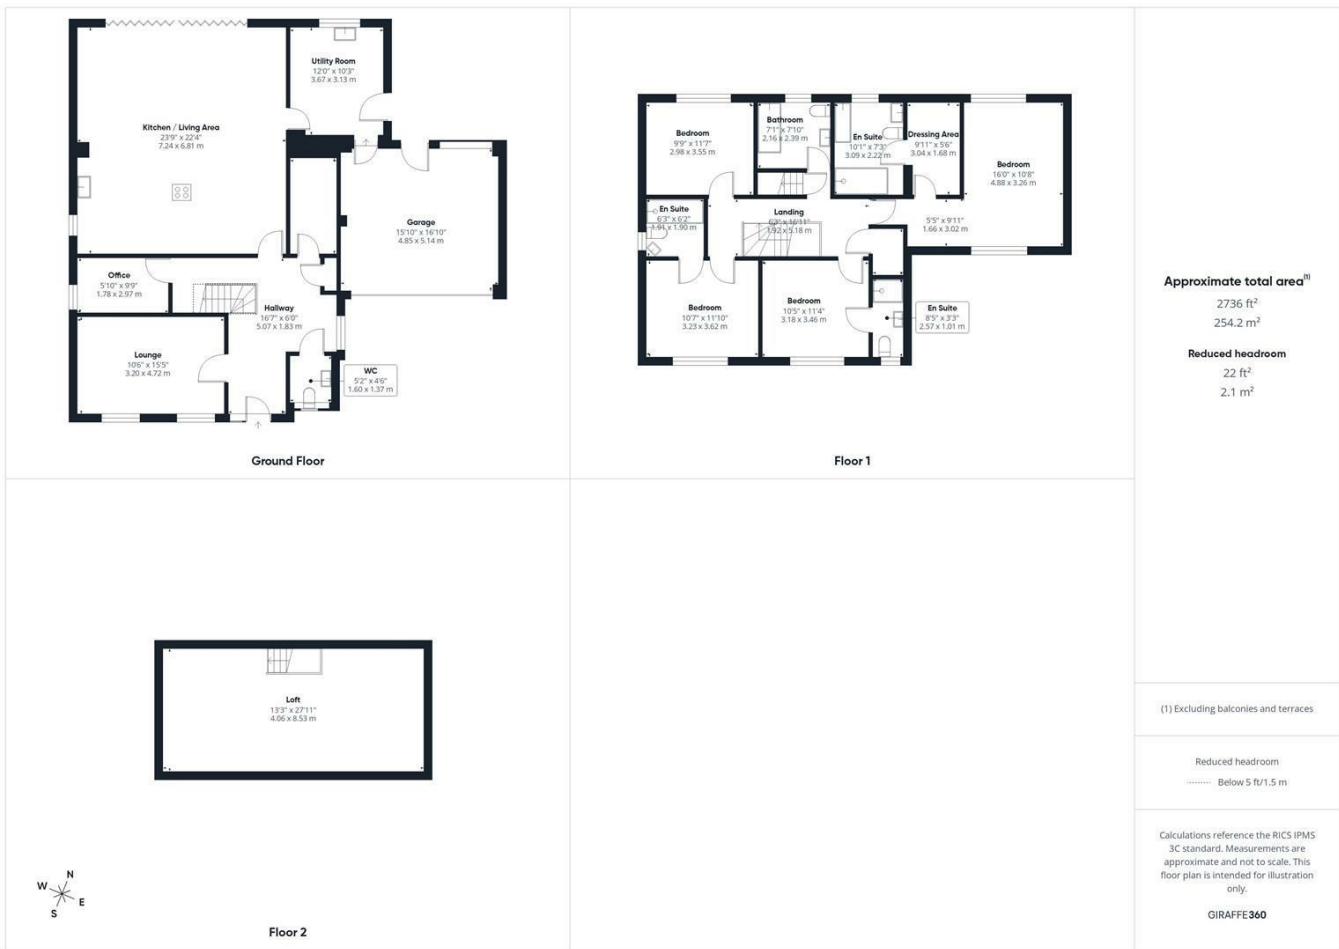 Utility Room
12'0" x 10'3"
3.67 x 3.13 m
Kitchen / Living Area
23'9" x 22'4"
7.24 x 6.81 m
Garage
15'10" x 16'10"
4.85 x 5.14 m
Office
5'10" x 9'9"
1.78 x 2.97 m
Hallway
16'7" x 6'0"
5.07 x 1.83 m
Lounge
10'6" x 15'5"
3.20 x 4.72 m
WC
5'2" x 4'6"
1.60 x 1.37 m
Ground Floor
Bedroom
9'9" x 11'7"
2.98 x 3.55 m
Bathroom
7'1" x 7'10"
2.16 x 2.39 m
En Suite
10'1" x 7'3"
3.09 x 2.22 m
Dressing Area
9'11" x 5'6"
3.04 x 1.68 m
Bedroom
16'0" x 10'8"
4.88 x 3.26 m
En Suite
6'3" x 6'2"
1.91 x 1.90 m
Landing
6'3" x 16'11"
1.92 x 5.18 m
5'5" x 9'11"
1.66 x 3.02 m
Bedroom
10'7" x 11'10"
3.23 x 3.62 m
Bedroom
10'5" x 11'4"
3.18 x 3.46 m
En Suite
8'5" x 3'3"
2.57 x 1.01 m
Floor 1
Loft
13'3" x 27'11"
4.06 x 8.53 m
N
W
E
S
Floor 2
Approximate total area(1)
2736 ft²
254.2 m²
Reduced headroom
22 ft²
2.1 m²
(1) Excluding balconies and terraces
Reduced headroom
Below 5 ft/1.5 m
Calculations reference the RICS IPMS
3C standard. Measurements are
approximate and not to scale. This
floor plan is intended for illustration
only.
GIRAFFE360